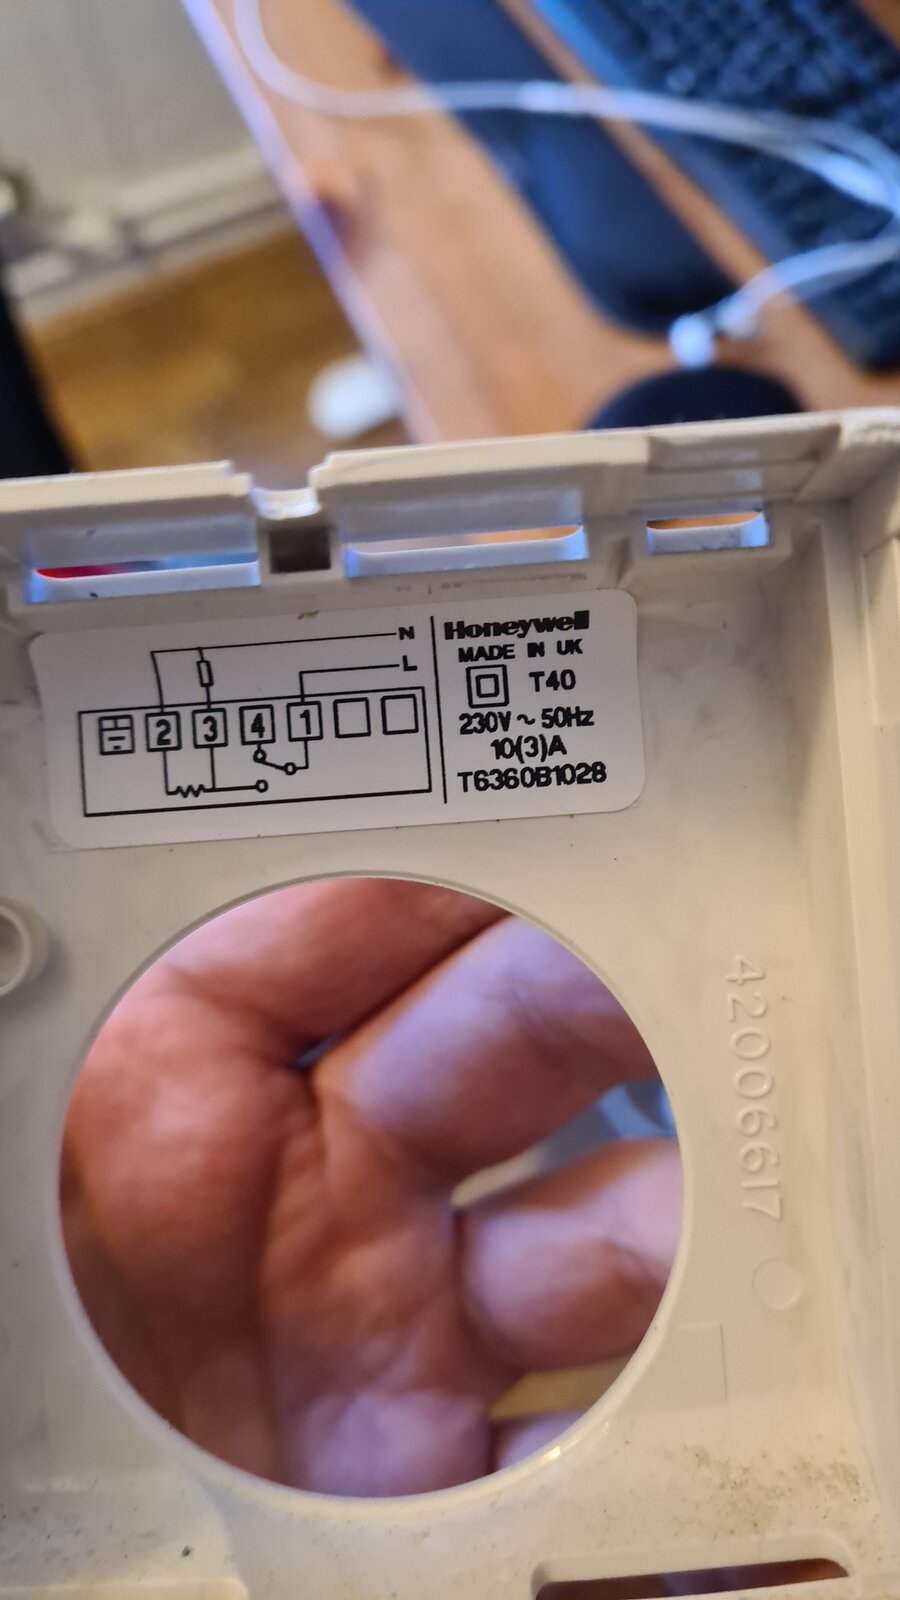 N
L
2 3 4 1
Honeywell
MADE IN UK
T40
230V ~ 50Hz
10(3)A
T6360B1028
42006617